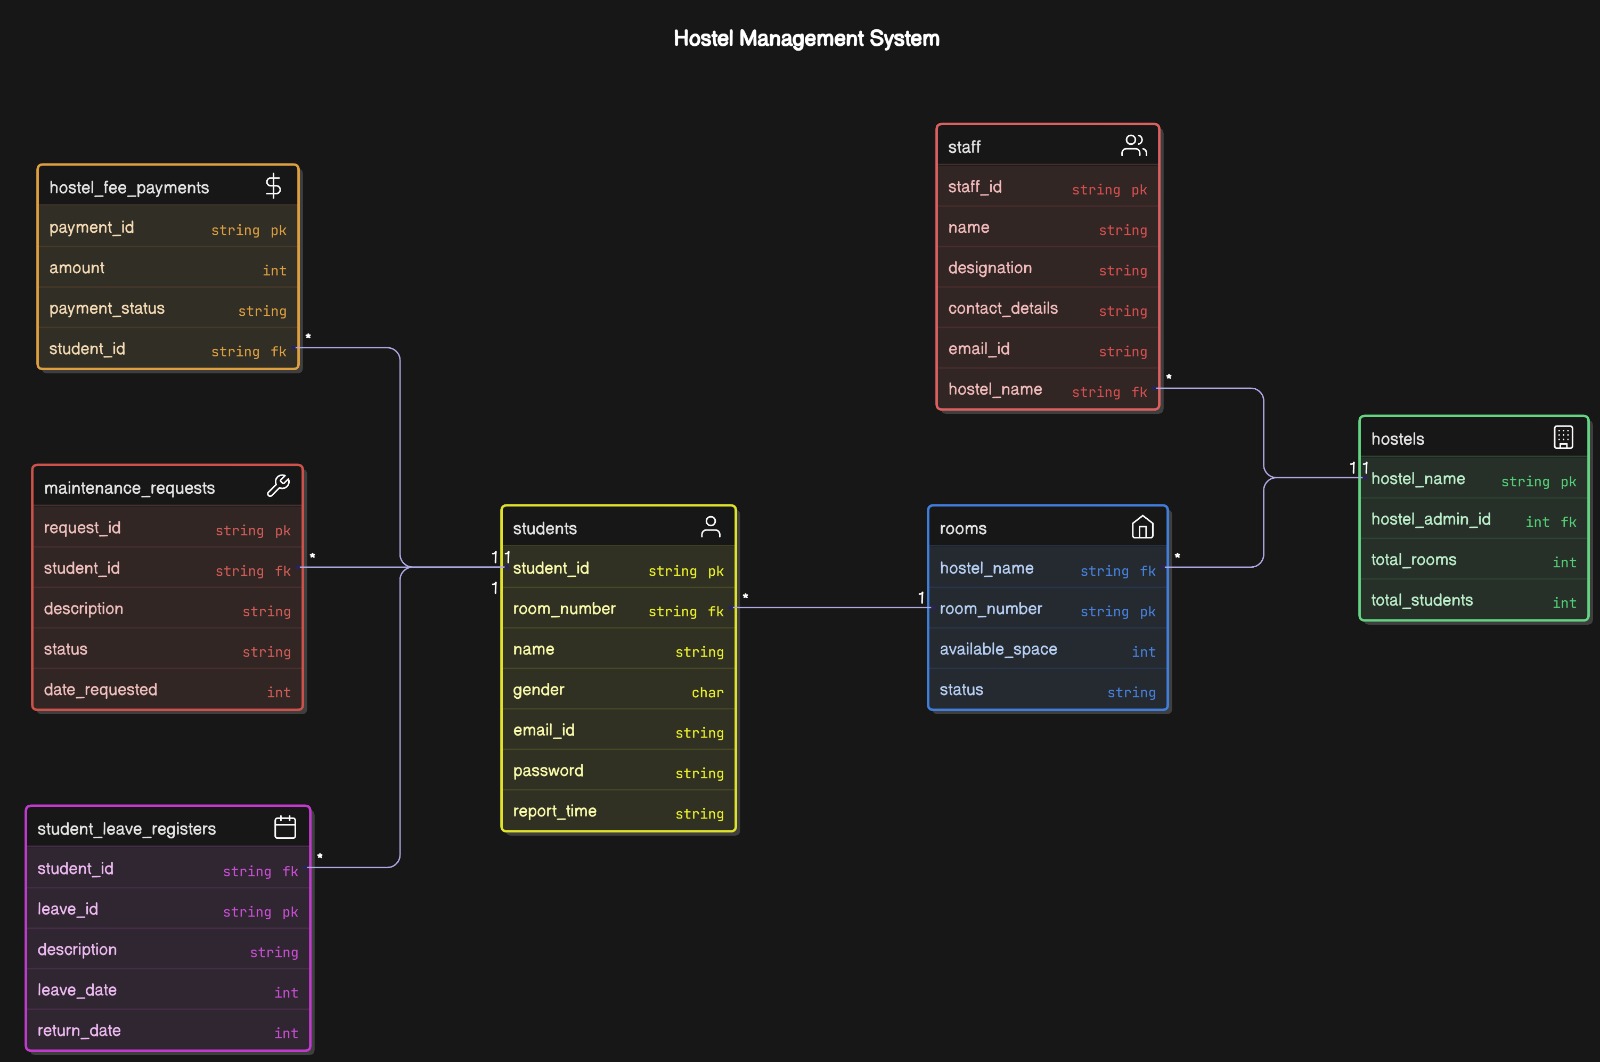 Hostel Management System
hostel_fee_payments
payment_id string pk
amount int
payment_status string
student_id string fk
*
maintenance_requests
request_id string pk
*
student_id string fk
description string
status string
date_requested int
student_leave_registers
*
student_id string fk
leave_id string pk
description string
leave_date int
return_date int
students
1 1
student_id string pk
1
*
room_number string fk
name string
gender char
email_id string
password string
report_time string
staff
staff_id string pk
name string
designation string
contact_details string
email_id string
*
hostel_name string fk
rooms
*
hostel_name string fk
1
room_number string pk
available_space int
status string
hostels
1 1
hostel_name string pk
hostel_admin_id int fk
total_rooms int
total_students int